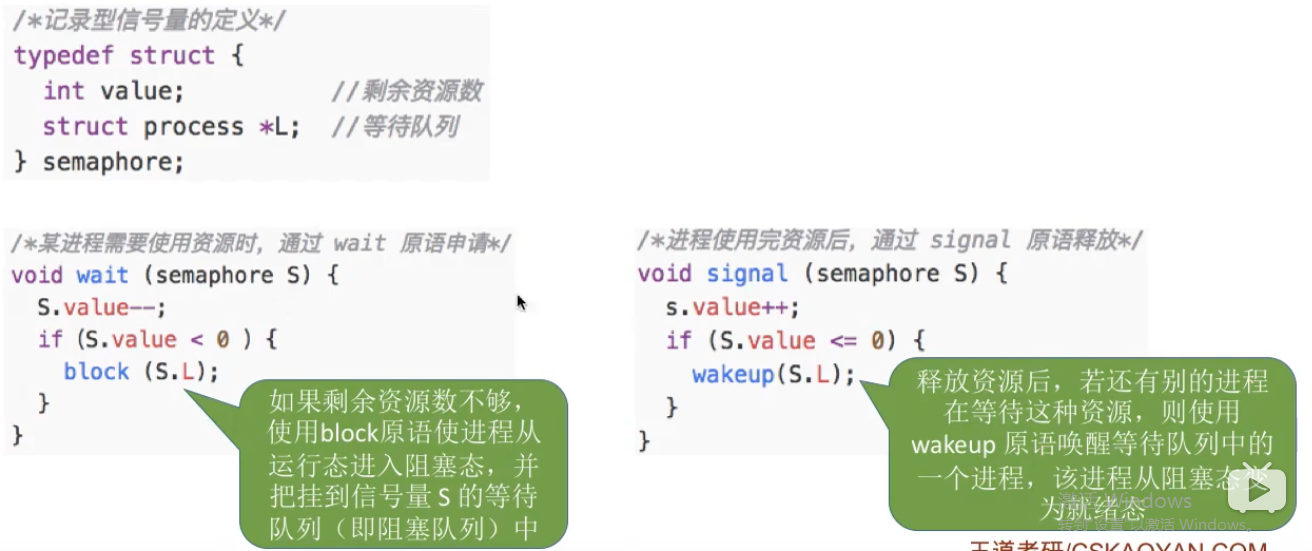 /*记录型信号量的定义*/
typedef struct {
int value; //剩余资源数
struct process *L; //等待队列
} semaphore;
/*某进程需要使用资源时，通过 wait 原语申请*/
void wait (semaphore S) {
S.value--;
if (S.value < 0 ) {
block (S.L);
}
}
如果剩余资源数不够，
使用block原语使进程从
运行态进入阻塞态，并
把挂到信号量 S 的等待
队列（即阻塞队列）中
/*进程使用完资源后，通过 signal 原语释放*/
void signal (semaphore S) {
s.value++;
if (S.value <= 0) {
wakeup(S.L);
}
}
释放资源后，若还有别的进程
在等待这种资源，则使用
wakeup 原语唤醒等待队列中的
一个进程，该进程从阻塞态变
为就绪态
激活 Windows
转到"设置"以激活 Windows。
王道考研/CSKAOYAN.COM